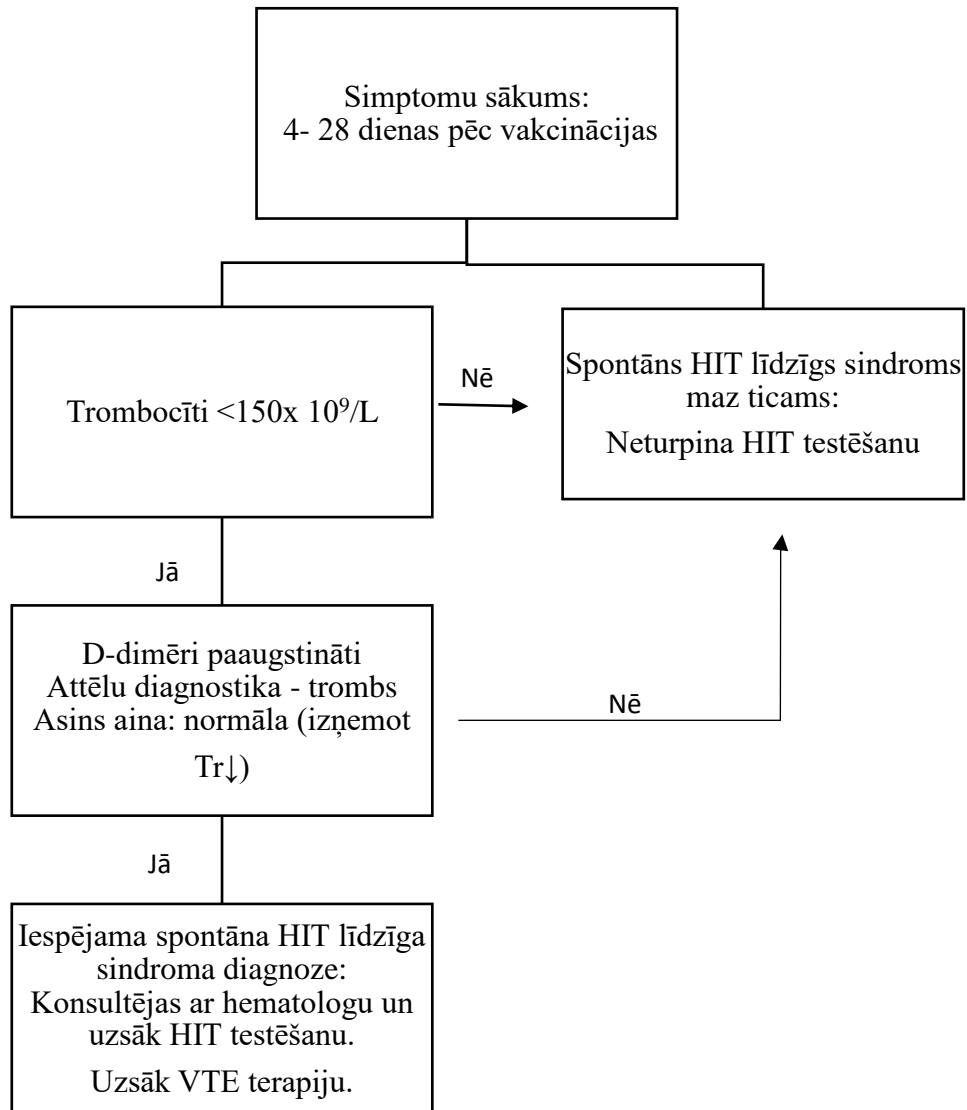 Simptomu sākums:
4- 28 dienas pēc vakcinācijas
Trombocīti <150x 10⁹/L
Nē
Spontāns HIT līdzīgs sindroms
maz ticams:
Neturpina HIT testēšanu
Jā
D-dimēri paaugstināti
Attēlu diagnostika - trombs
Asins aina: normāla (izņemot
Tr↓)
Nē
Jā
Iespējama spontāna HIT līdzīga
sindroma diagnoze:
Konsultējas ar hematologu un
uzsāk HIT testēšanu.
Uzsāk VTE terapiju.